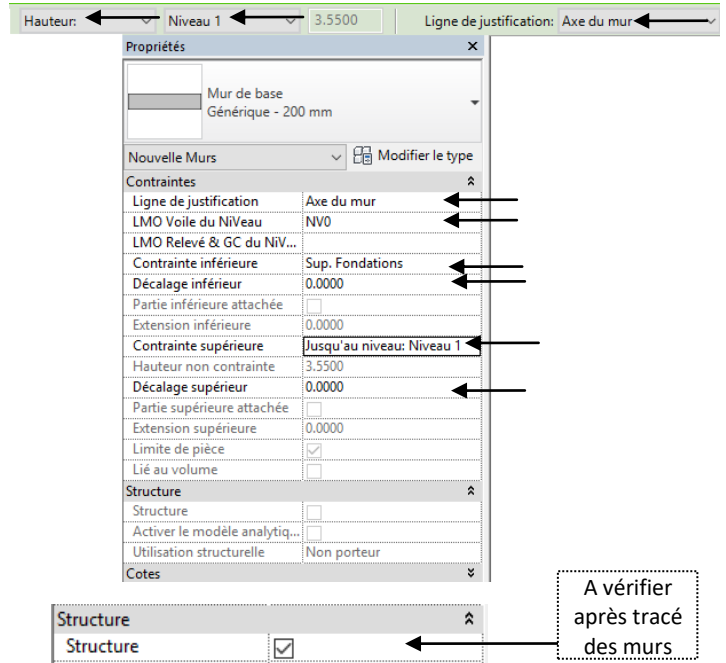 Hauteur: Niveau 1 3.5500 Ligne de justification: Axe du mur
Propriétés
Mur de base
Générique - 200 mm
Nouvelle Murs Modifier le type
Contraintes
Ligne de justification Axe du mur
LMO Voile du NiVeau NV0
LMO Relevé & GC du NiV...
Contrainte inférieure Sup. Fondations
Décalage inférieur 0.0000
Partie inférieure attachée
Extension inférieure 0.0000
Contrainte supérieure Jusqu'au niveau: Niveau 1
Hauteur non contrainte 3.5500
Décalage supérieur 0.0000
Partie supérieure attachée
Extension supérieure 0.0000
Limite de pièce
Lié au volume
Structure
Structure
Activer le modèle analytiq...
Utilisation structurelle Non porteur
Cotes
A vérifier
après tracé
des murs
Structure
Structure